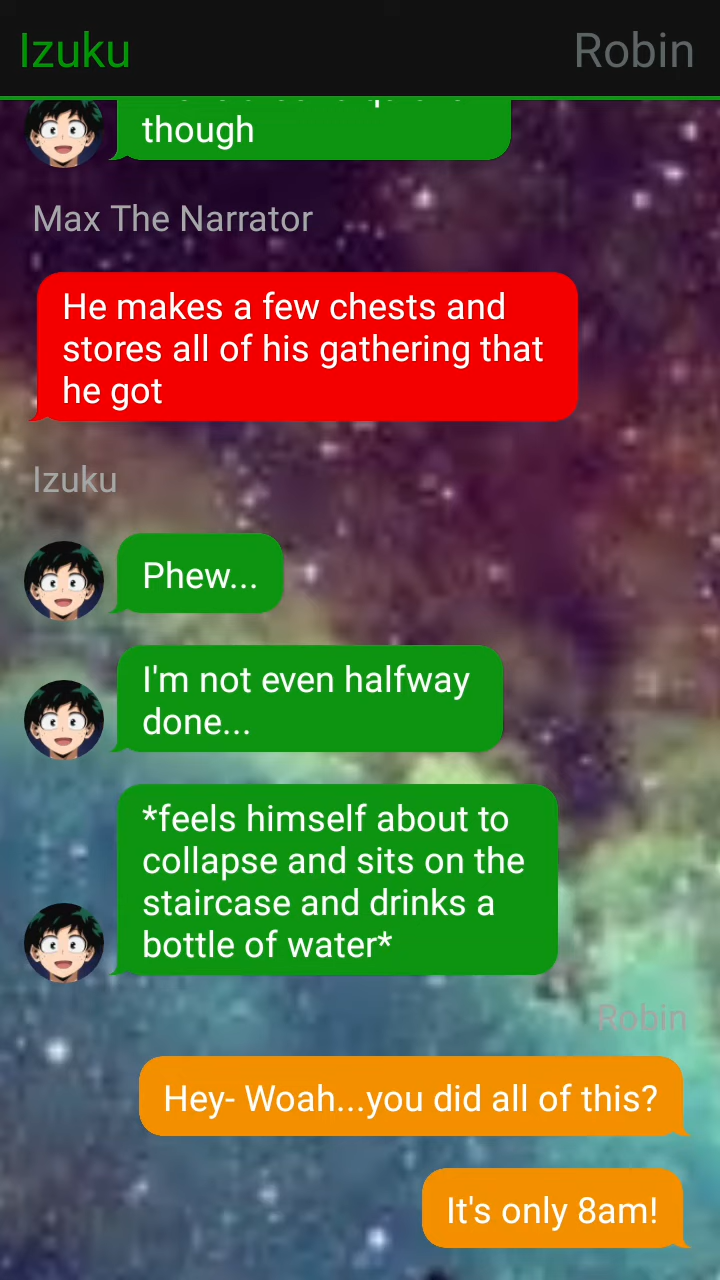 Izuku
Robin
though
Max The Narrator
He makes a few chests and
stores all of his gathering that
he got
Izuku
Phew...
I'm not even halfway
done...
*feels himself about to
collapse and sits on the
staircase and drinks a
bottle of water*
Robin
Hey- Woah...you did all of this?
It's only 8am!